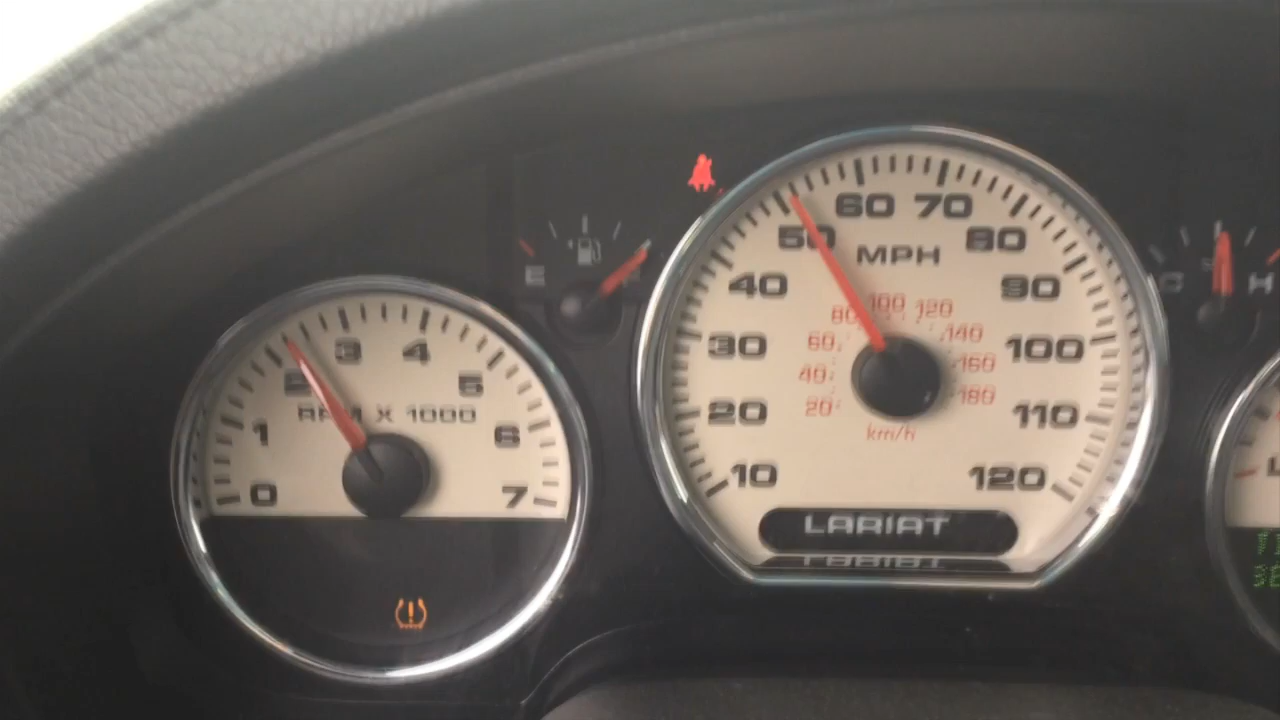 E
C
H
0 1 2 3 4 5 6 7
RPM X 1000
10 20 30 40 50 60 70 80 90 100 110 120
MPH
20 40 60 80 100 120 140 160 180
km/h
LARIAT